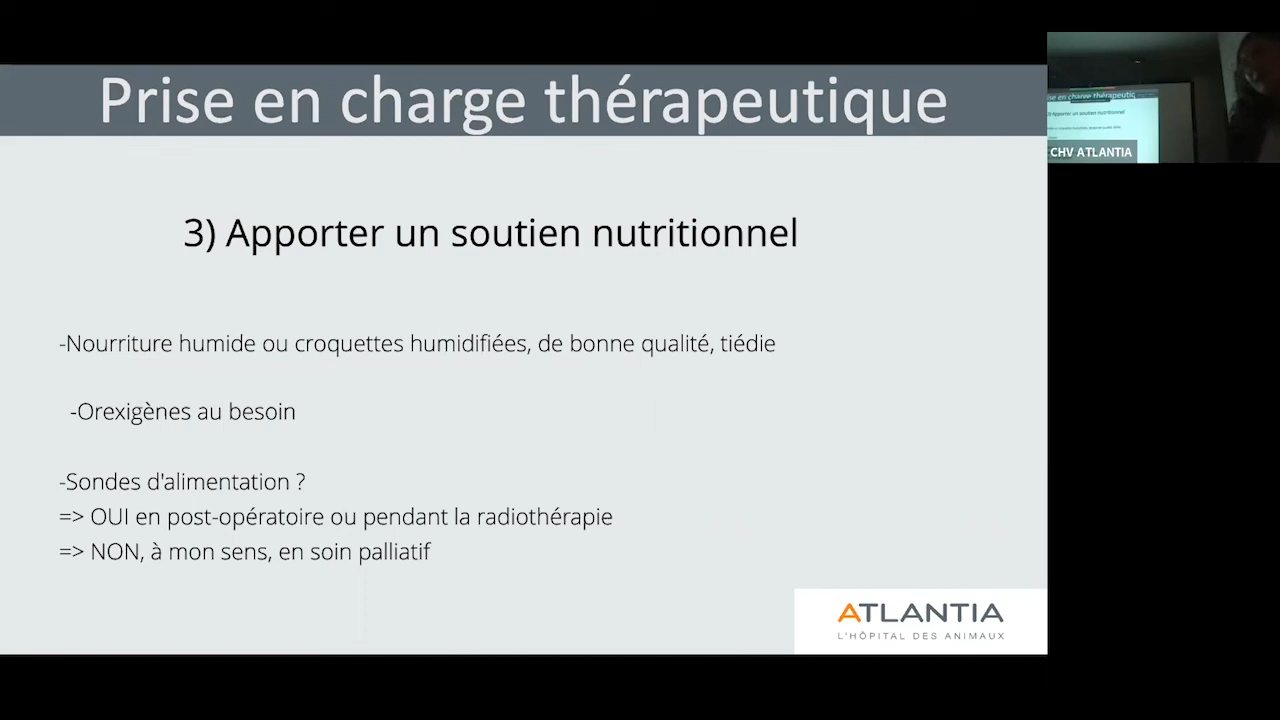 Prise en charge thérapeutique
3) Apporter un soutien nutritionnel
-Nourriture humide ou croquettes humidifiées, de bonne qualité, tiédie
-Orexigènes au besoin
-Sondes d'alimentation ?
=> OUI en post-opératoire ou pendant la radiothérapie
=> NON, à mon sens, en soin palliatif
ATLANTIA
L'HÔPITAL DES ANIMAUX
CHV ATLANTIA